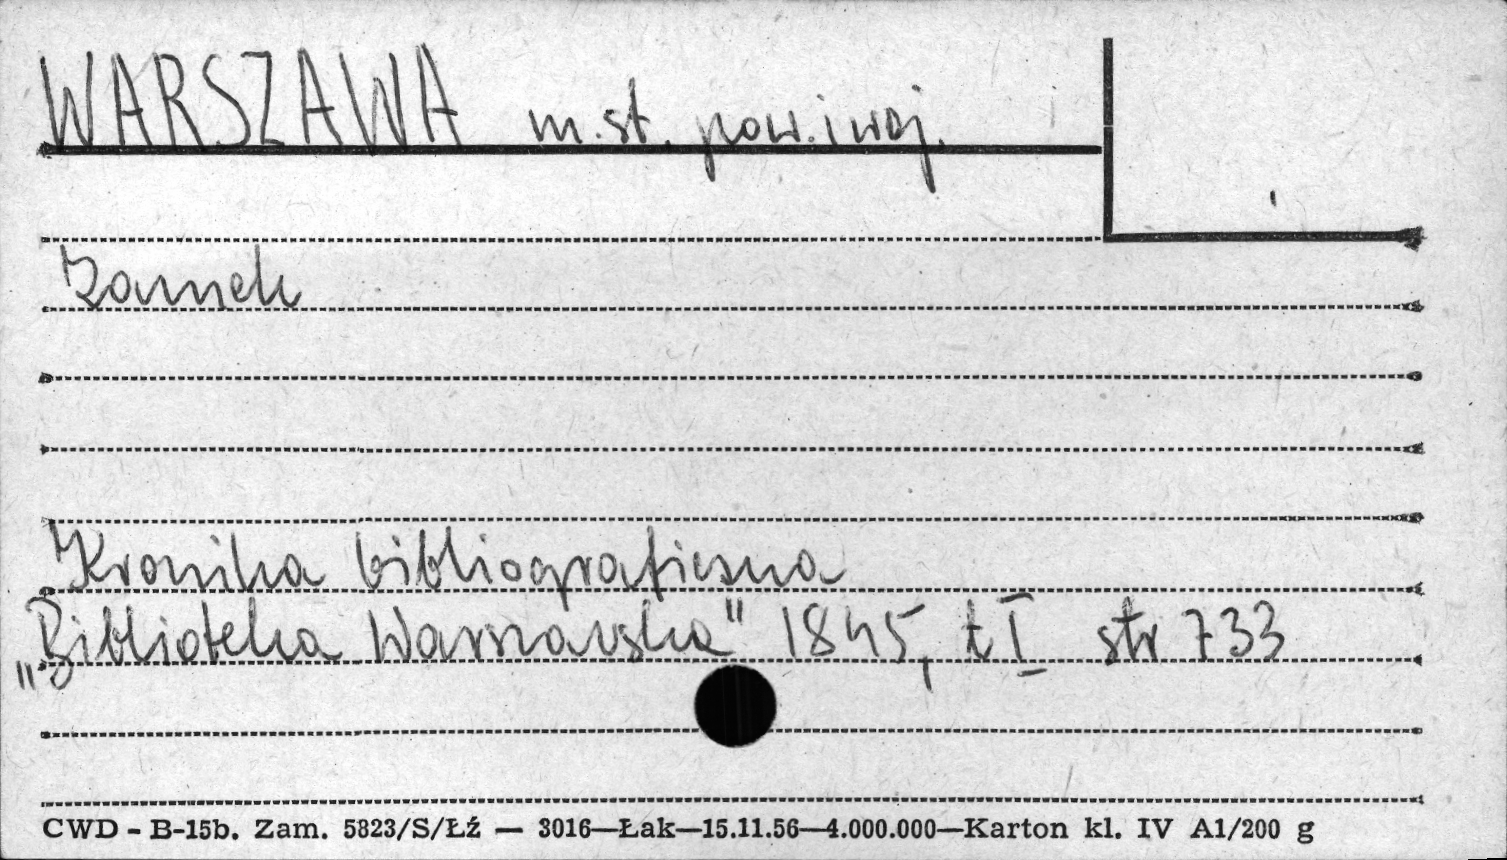 WARSZAWA m.st. pow. i woj.
Zamek
Kronika bibliograficzna
„Biblioteka Warszawska" 1845, t I str 733
CWD - B-15b. Zam. 5823/S/Łź — 3016—Łak—15.11.56—4.000.000—Karton kl. IV A1/200 g